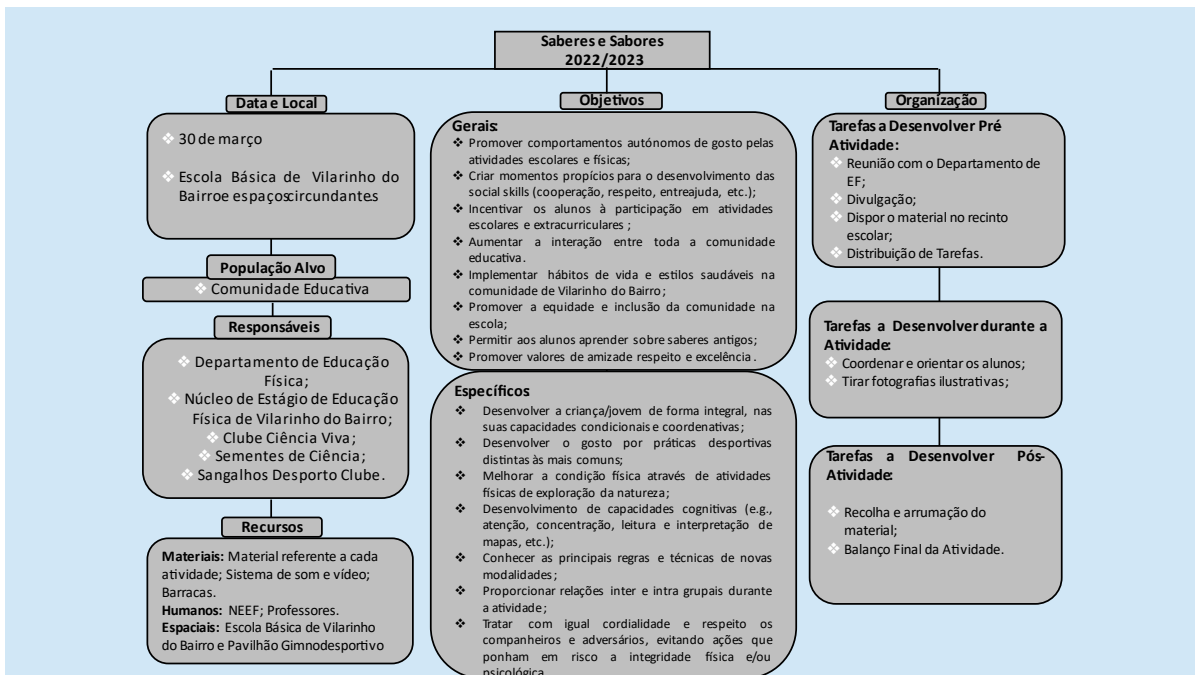 Saberes e Sabores
2022/2023
Data e Local
❖ 30 de março
❖ Escola Básica de Vilarinho do
Bairro e espaços circundantes
População Alvo
❖ Comunidade Educativa
Responsáveis
❖ Departamento de Educação
Física;
❖ Núcleo de Estágio de Educação
Física de Vilarinho do Bairro;
❖ Clube Ciência Viva;
❖ Sementes de Ciência;
❖ Sangalhos Desporto Clube.
Recursos
Materiais: Material referente a cada
atividade; Sistema de som e vídeo;
Barracas.
Humanos: NEEF; Professores.
Espaciais: Escola Básica de Vilarinho
do Bairro e Pavilhão Gimnodesportivo
Objetivos
Gerais:
❖ Promover comportamentos autónomos de gosto pelas
atividades escolares e físicas;
❖ Criar momentos propícios para o desenvolvimento das
social skills (cooperação, respeito, entreajuda, etc.);
❖ Incentivar os alunos à participação em atividades
escolares e extracurriculares ;
❖ Aumentar a interação entre toda a comunidade
educativa.
❖ Implementar hábitos de vida e estilos saudáveis na
comunidade de Vilarinho do Bairro;
❖ Promover a equidade e inclusão da comunidade na
escola;
❖ Permitir aos alunos aprender sobre saberes antigos;
❖ Promover valores de amizade respeito e excelência .
Específicos
❖ Desenvolver a criança/jovem de forma integral, nas
suas capacidades condicionais e coordenativas;
❖ Desenvolver o gosto por práticas desportivas
distintas às mais comuns;
❖ Melhorar a condição física através de atividades
físicas de exploração da natureza;
❖ Desenvolvimento de capacidades cognitivas (e.g.,
atenção, concentração, leitura e interpretação de
mapas, etc.);
❖ Conhecer as principais regras e técnicas de novas
modalidades;
❖ Proporcionar relações inter e intra grupais durante
a atividade;
❖ Tratar com igual cordialidade e respeito os
companheiros e adversários, evitando ações que
ponham em risco a integridade física e/ou
psicológica
Organização
Tarefas a Desenvolver Pré
Atividade:
❖ Reunião com o Departamento de
EF;
❖ Divulgação;
❖ Dispor o material no recinto
escolar;
❖ Distribuição de Tarefas.
Tarefas a Desenvolver durante a
Atividade:
❖ Coordenar e orientar os alunos;
❖ Tirar fotografias ilustrativas;
Tarefas a Desenvolver Pós-
Atividade:
❖ Recolha e arrumação do
material;
❖ Balanço Final da Atividade.